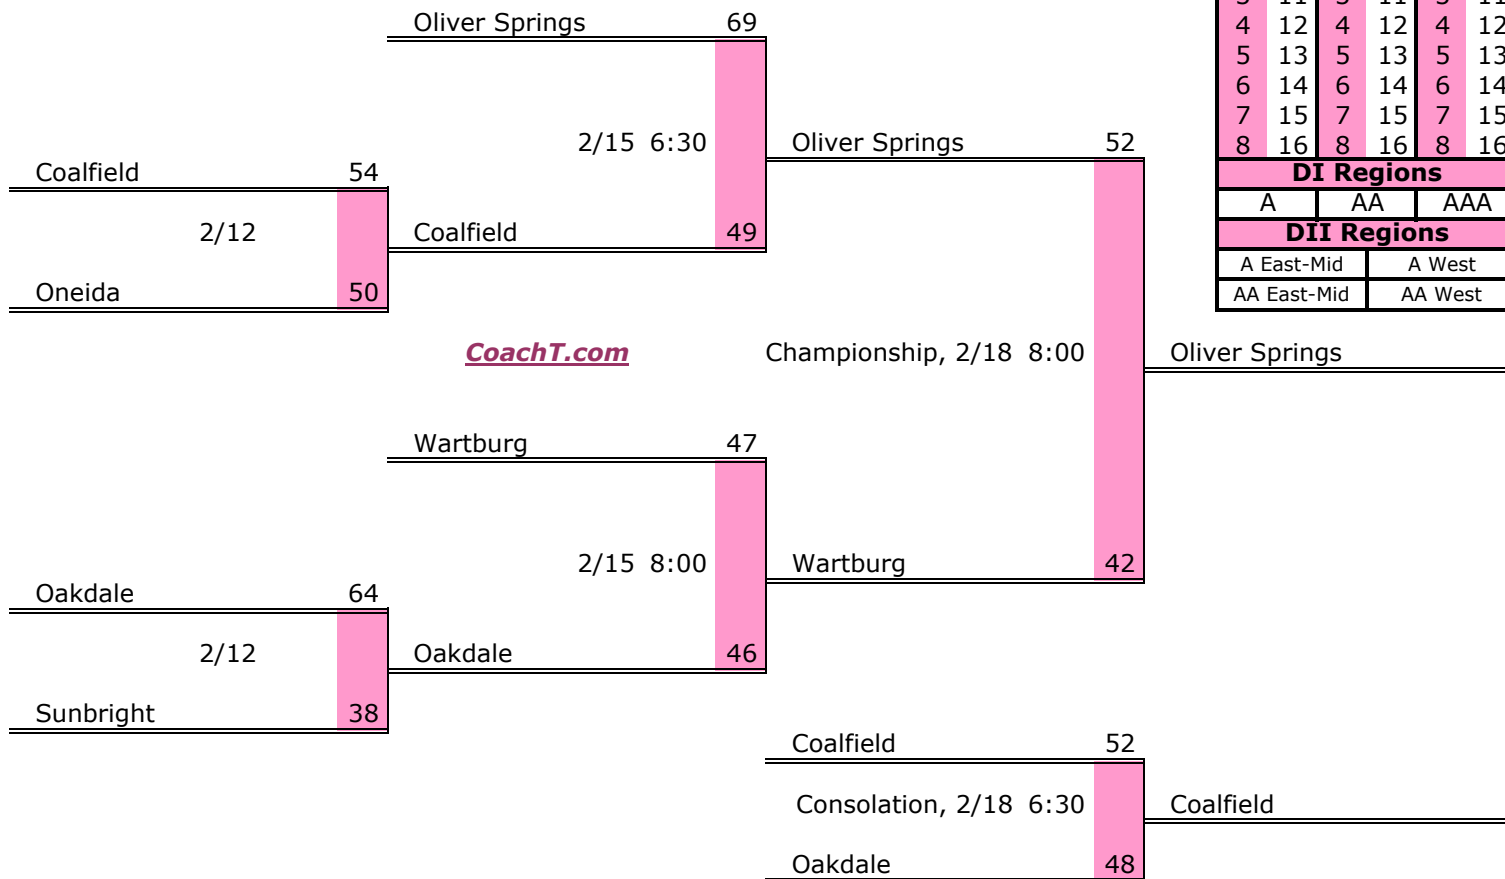 Oliver Springs 69
2/15 6:30
Oliver Springs 52
Coalfield 54
2/12
Coalfield 49
Oneida 50
CoachT.com
Championship, 2/18 8:00
Oliver Springs
Wartburg 47
2/15 8:00
Wartburg 42
Oakdale 64
2/12
Oakdale 46
Sunbright 38
Coalfield 52
Consolation, 2/18 6:30
Coalfield
Oakdale 48
4 12 4 12 4 12
5 13 5 13 5 13
6 14 6 14 6 14
7 15 7 15 7 15
8 16 8 16 8 16
DI Regions
A AA AAA
DII Regions
A East-Mid A West
AA East-Mid AA West